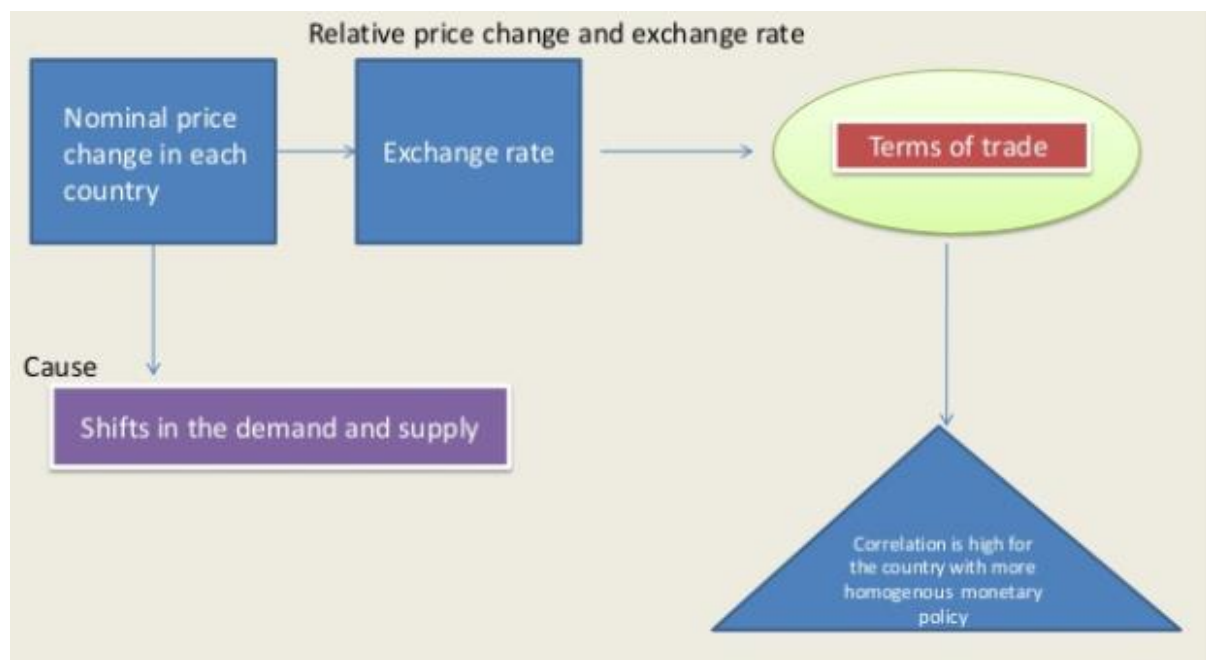 Relative price change and exchange rate
Nominal price
change in each
country
Exchange rate
Terms of trade
Cause
Shifts in the demand and supply
Correlation is high for
the country with more
homogenous monetary
policy